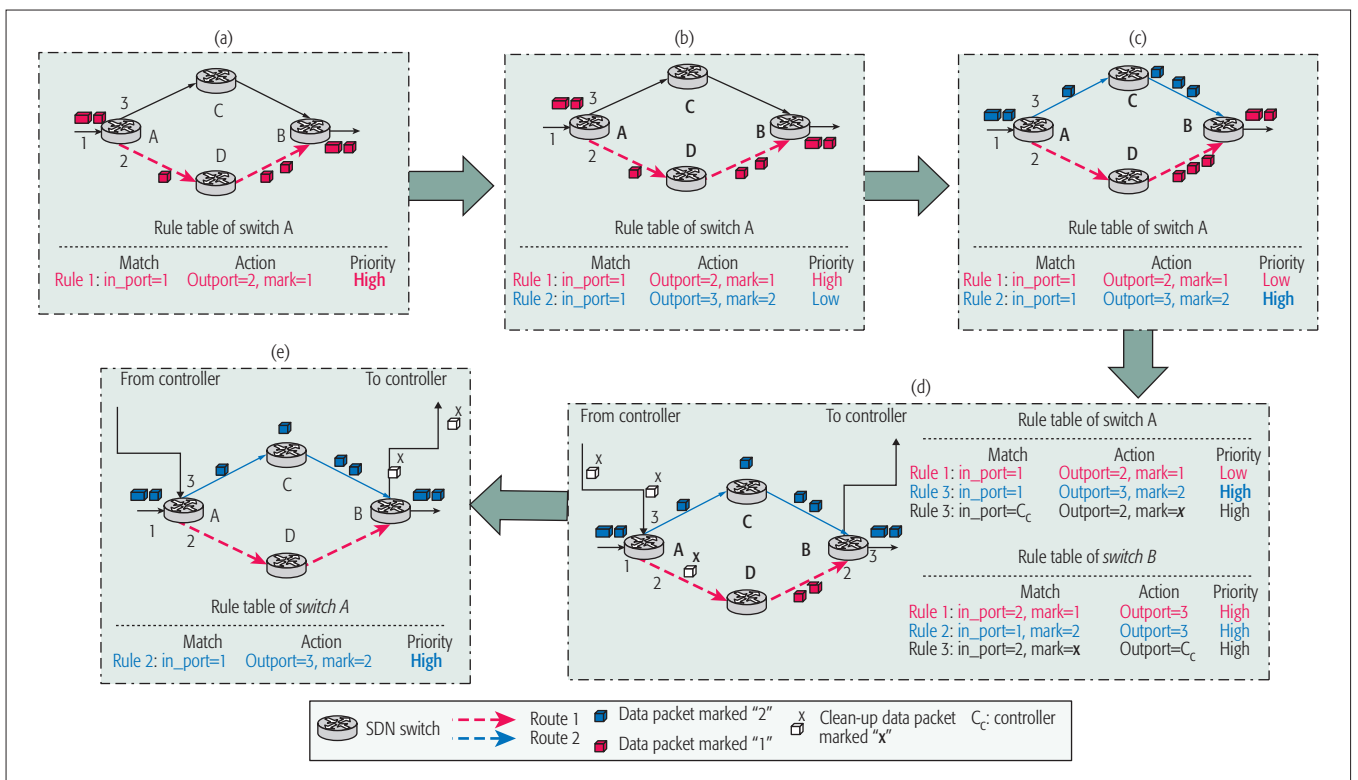 (a)
3
C
1
A
B
2
D
Rule table of switch A
Match Action Priority
Rule 1: in_port=1 Outport=2, mark=1 High
(b)
3
C
1
A
B
2
D
Rule table of switch A
Match Action Priority
Rule 1: in_port=1 Outport=2, mark=1 High
Rule 2: in_port=1 Outport=3, mark=2 Low
(c)
3
C
1
A
B
2
D
Rule table of switch A
Match Action Priority
Rule 1: in_port=1 Outport=2, mark=1 Low
Rule 2: in_port=1 Outport=3, mark=2 High
(d)
From controller To controller
x
x
3
C
1
A
x
B
3
2
D
2
Rule table of switch A
Match Action Priority
Rule 1: in_port=1 Outport=2, mark=1 Low
Rule 3: in_port=1 Outport=3, mark=2 High
Rule 3: in_port=Cc Outport=2, mark=x High
Rule table of switch B
Match Action Priority
Rule 1: in_port=2, mark=1 Outport=3 High
Rule 2: in_port=1, mark=2 Outport=3 High
Rule 3: in_port=2, mark=x Outport=Cc High
(e)
From controller To controller
x
x
3
C
1
A
B
2
D
Rule table of switch A
Match Action Priority
Rule 2: in_port=1 Outport=3, mark=2 High
SDN switch
Route 1
Route 2
Data packet marked “2”
Data packet marked “1”
x
Clean-up data packet
marked “x”
Cc: controller